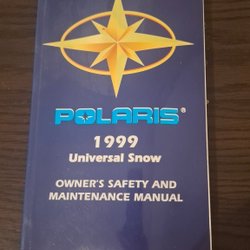 POLARIS®
1999
Universal Snow
OWNER'S SAFETY AND
MAINTENANCE MANUAL